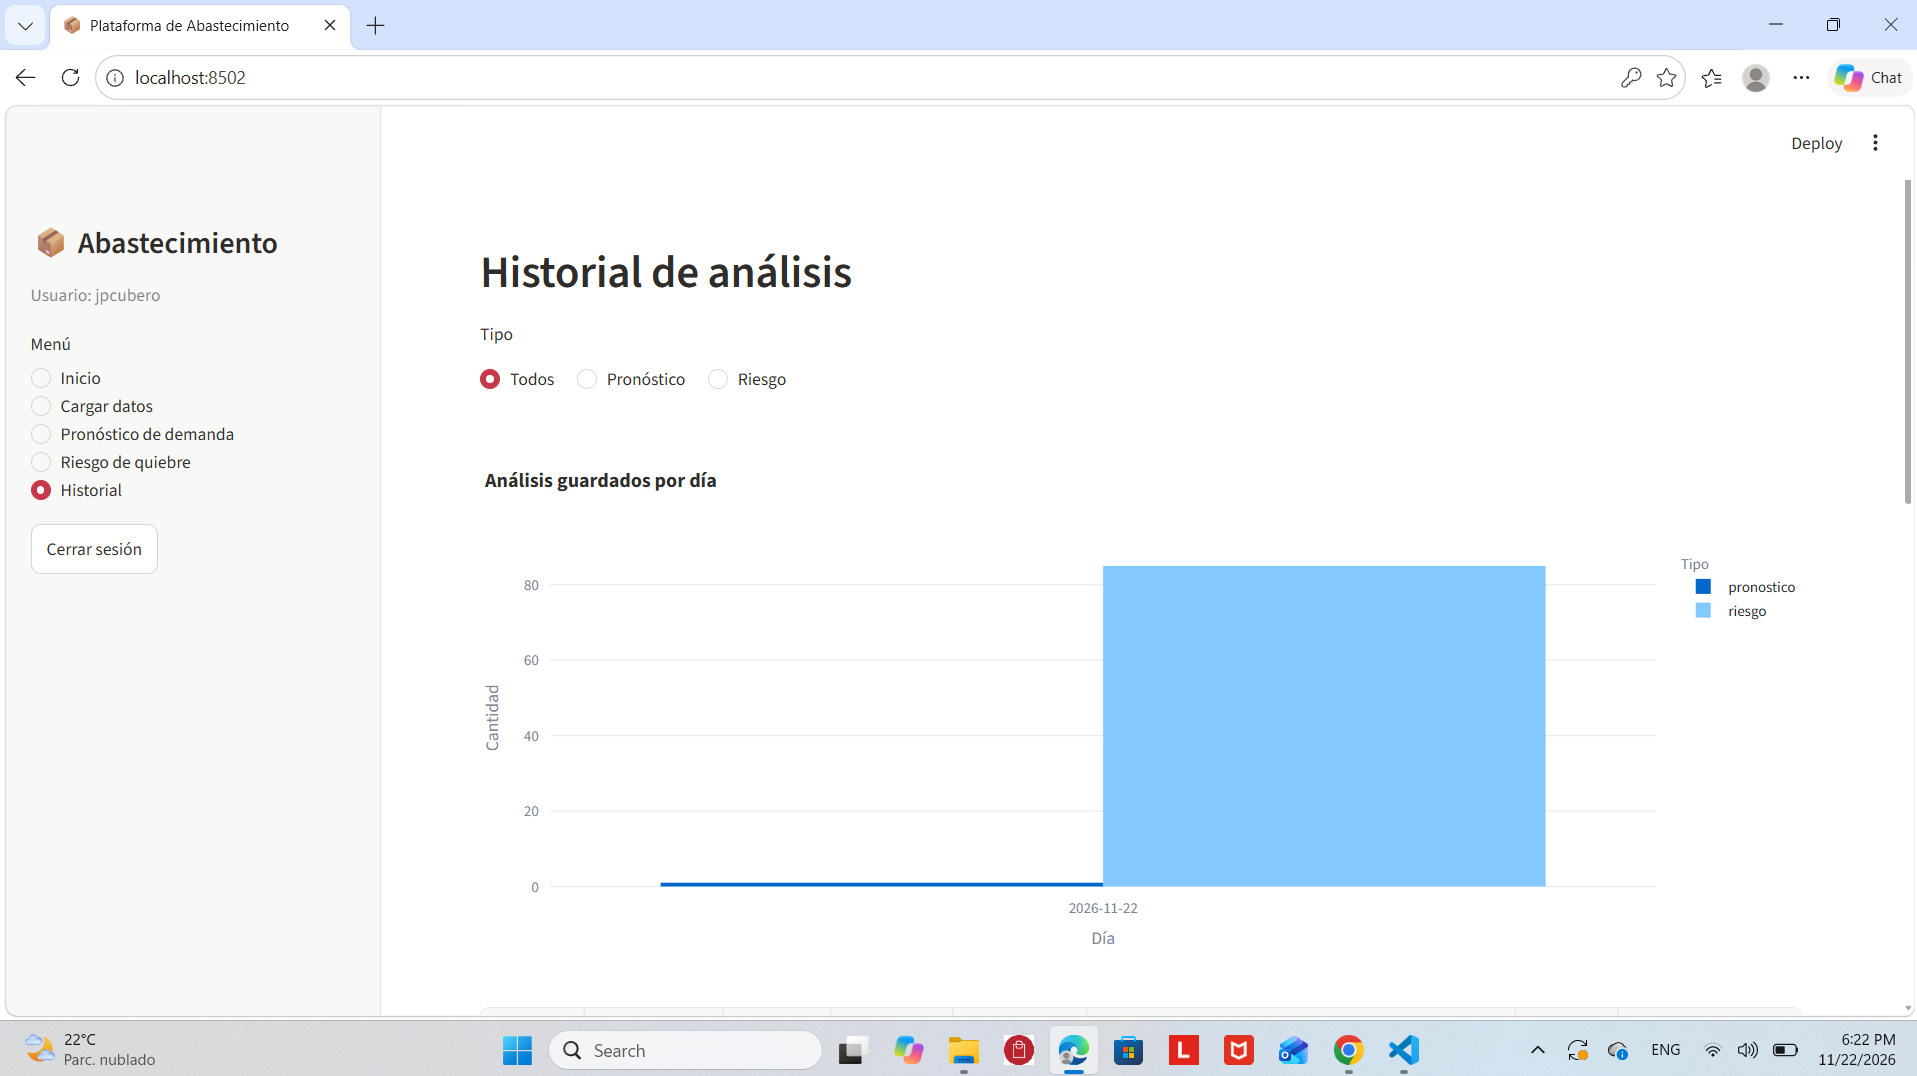 Plataforma de Abastecimiento
localhost:8502
Chat
Deploy
Abastecimiento
Usuario: jpcubero
Menú
Inicio
Cargar datos
Pronóstico de demanda
Riesgo de quiebre
Historial
Cerrar sesión
Historial de análisis
Tipo
Todos Pronóstico Riesgo
Análisis guardados por día
Tipo
pronostico
riesgo
80
60
40
20
0
Cantidad
2026-11-22
Día
22°C
Parc. nublado
Search
L
ENG
6:22 PM
11/22/2026